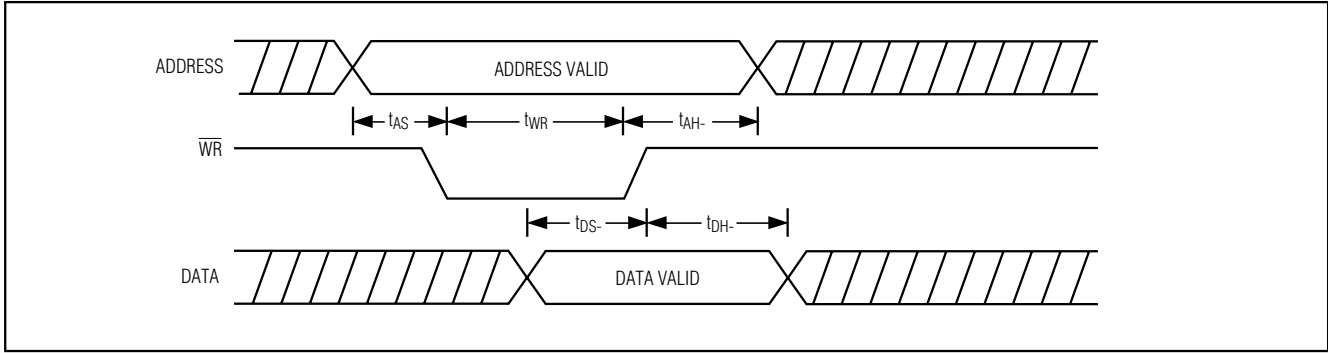 ADDRESS
ADDRESS VALID
tAS
tWR
tAH-
WR
tDS-
tDH-
DATA
DATA VALID